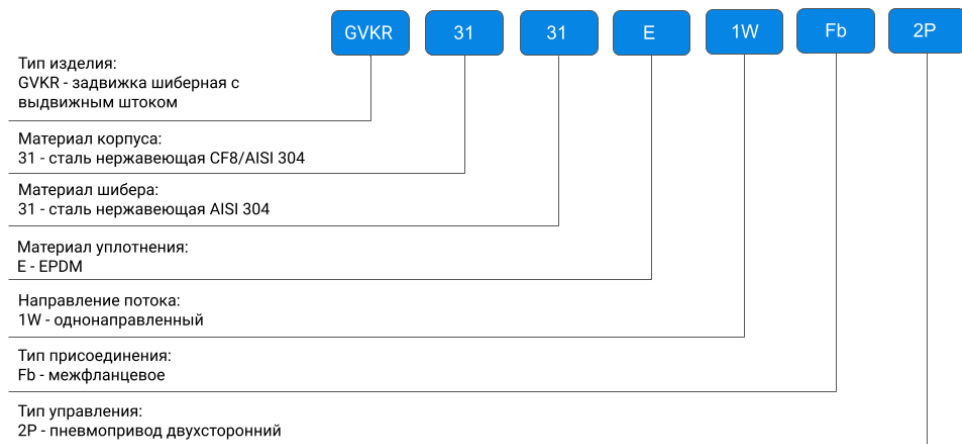 GVKR 31 31 E 1W Fb 2P
Тип изделия:
GVKR - задвижка шиберная с
выдвижным штоком
Материал корпуса:
31 - сталь нержавеющая CF8/AISI 304
Материал шибера:
31 - сталь нержавеющая AISI 304
Материал уплотнения:
E - EPDM
Направление потока:
1W - однонаправленный
Тип присоединения:
Fb - межфланцевое
Тип управления:
2P - пневмопривод двухсторонний